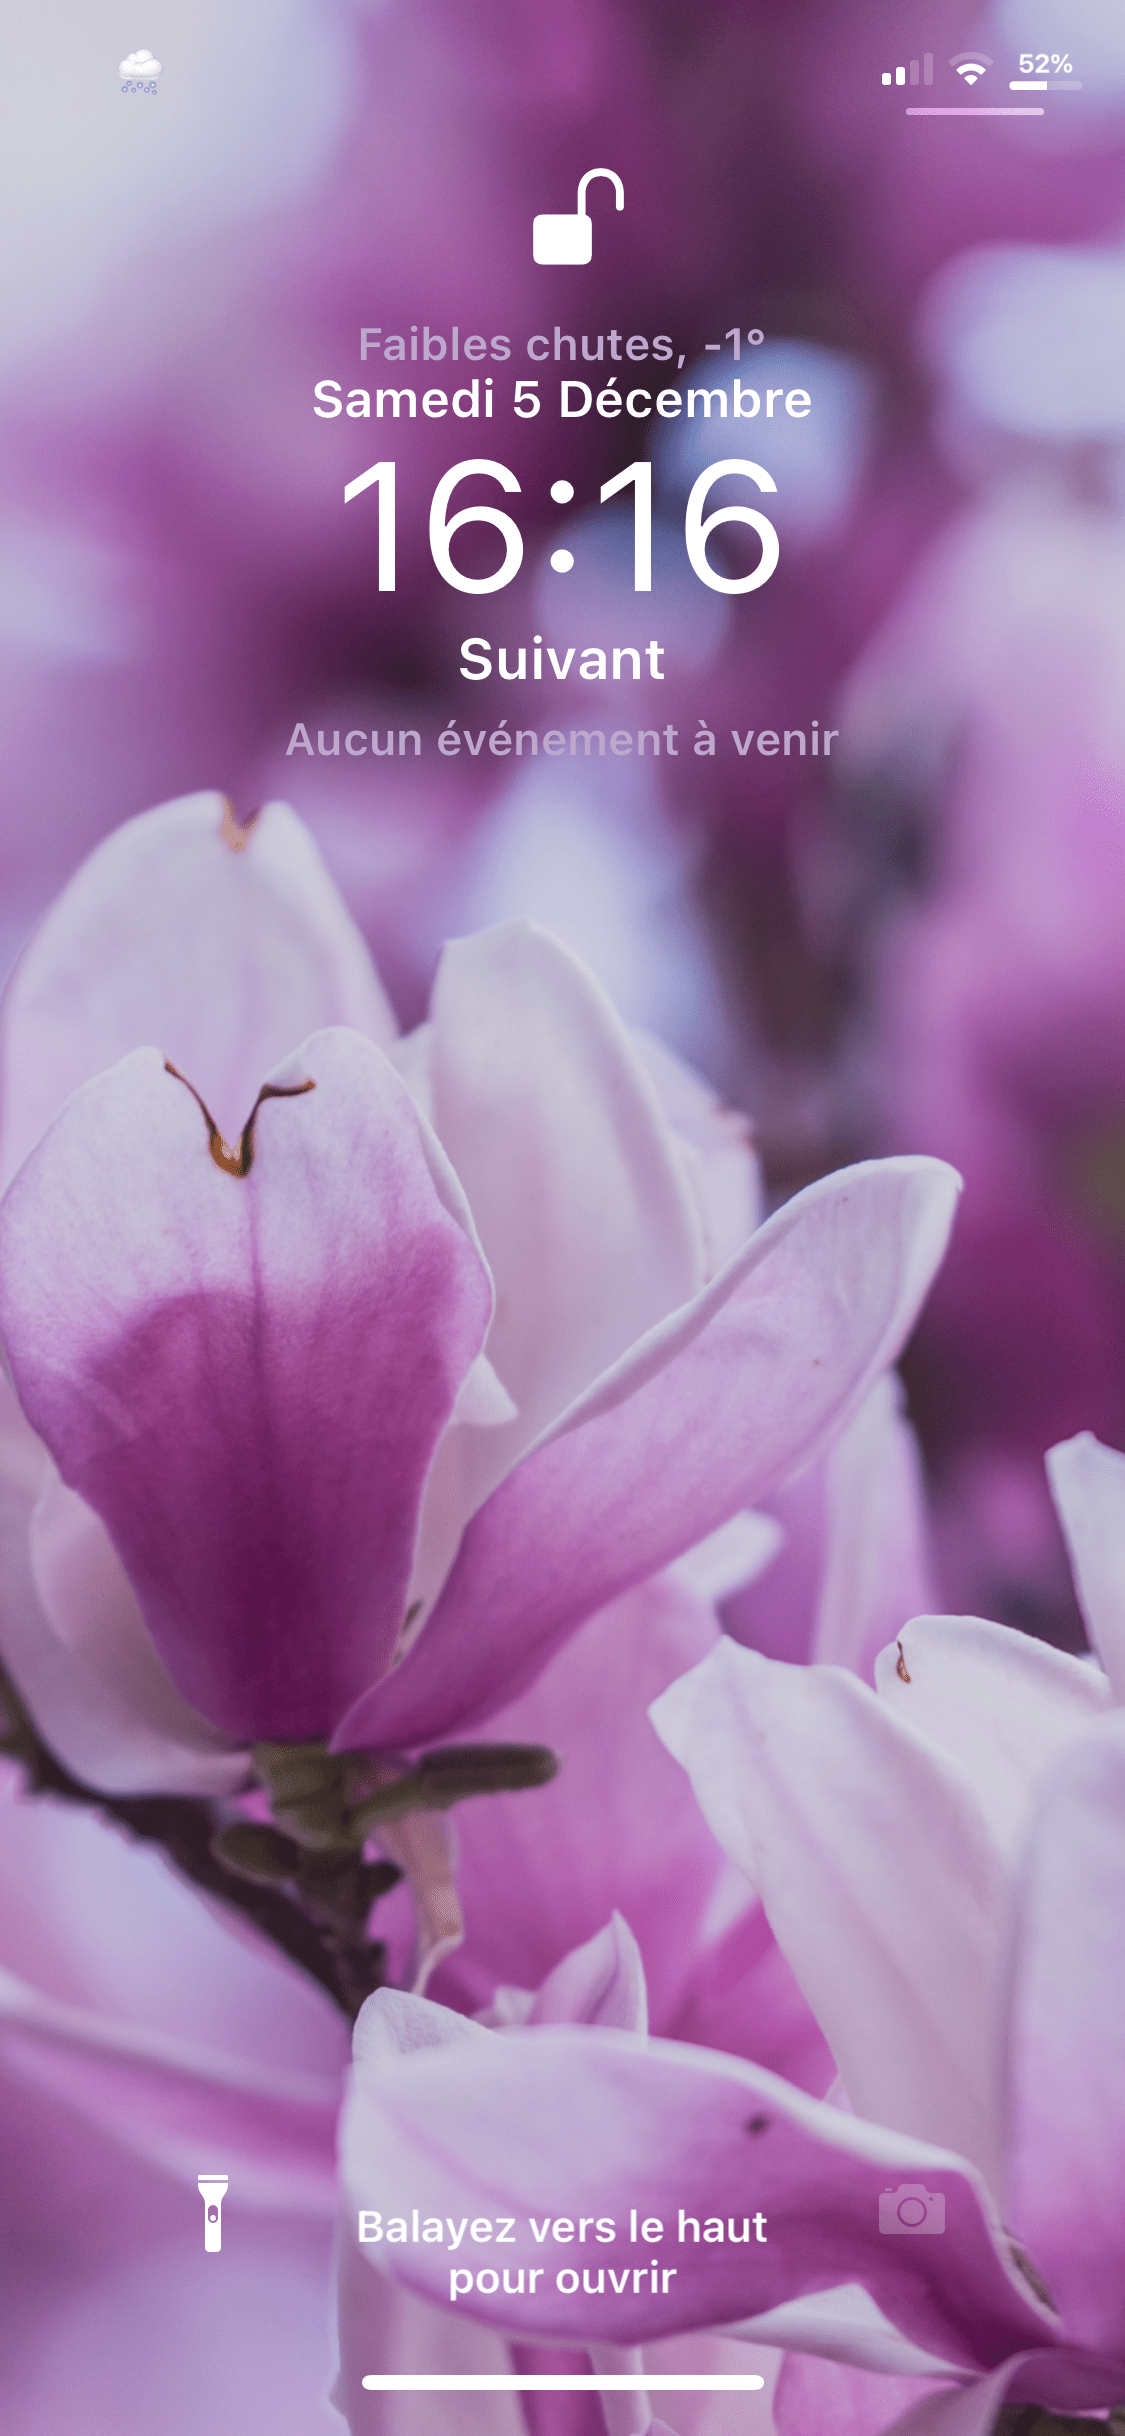 52%
Faibles chutes, -1°
Samedi 5 Décembre
16:16
Suivant
Aucun événement à venir
Balayez vers le haut
pour ouvrir